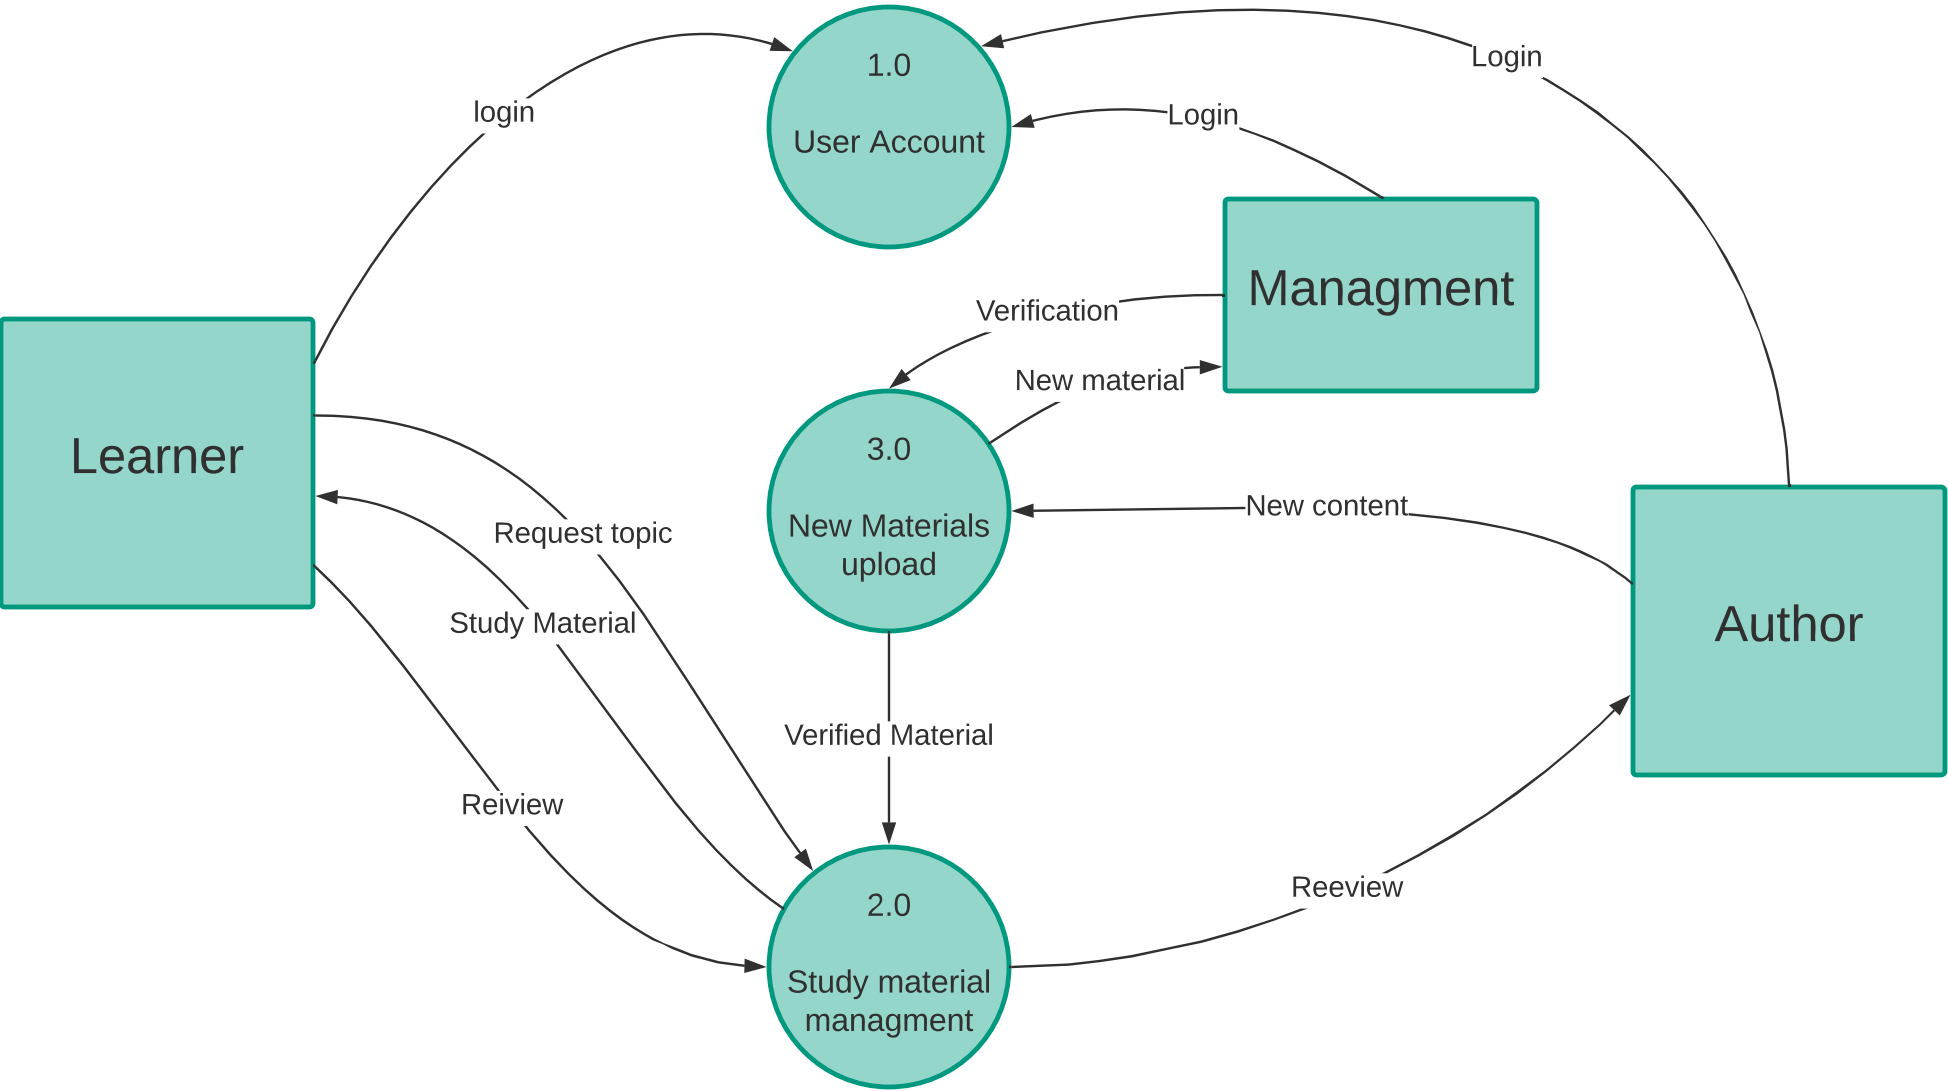 1.0
User Account
login
Login
Login
Managment
Verification
New material
Learner
3.0
New Materials
upload
New content
Request topic
Study Material
Author
Verified Material
Reiview
Reeview
2.0
Study material
managment